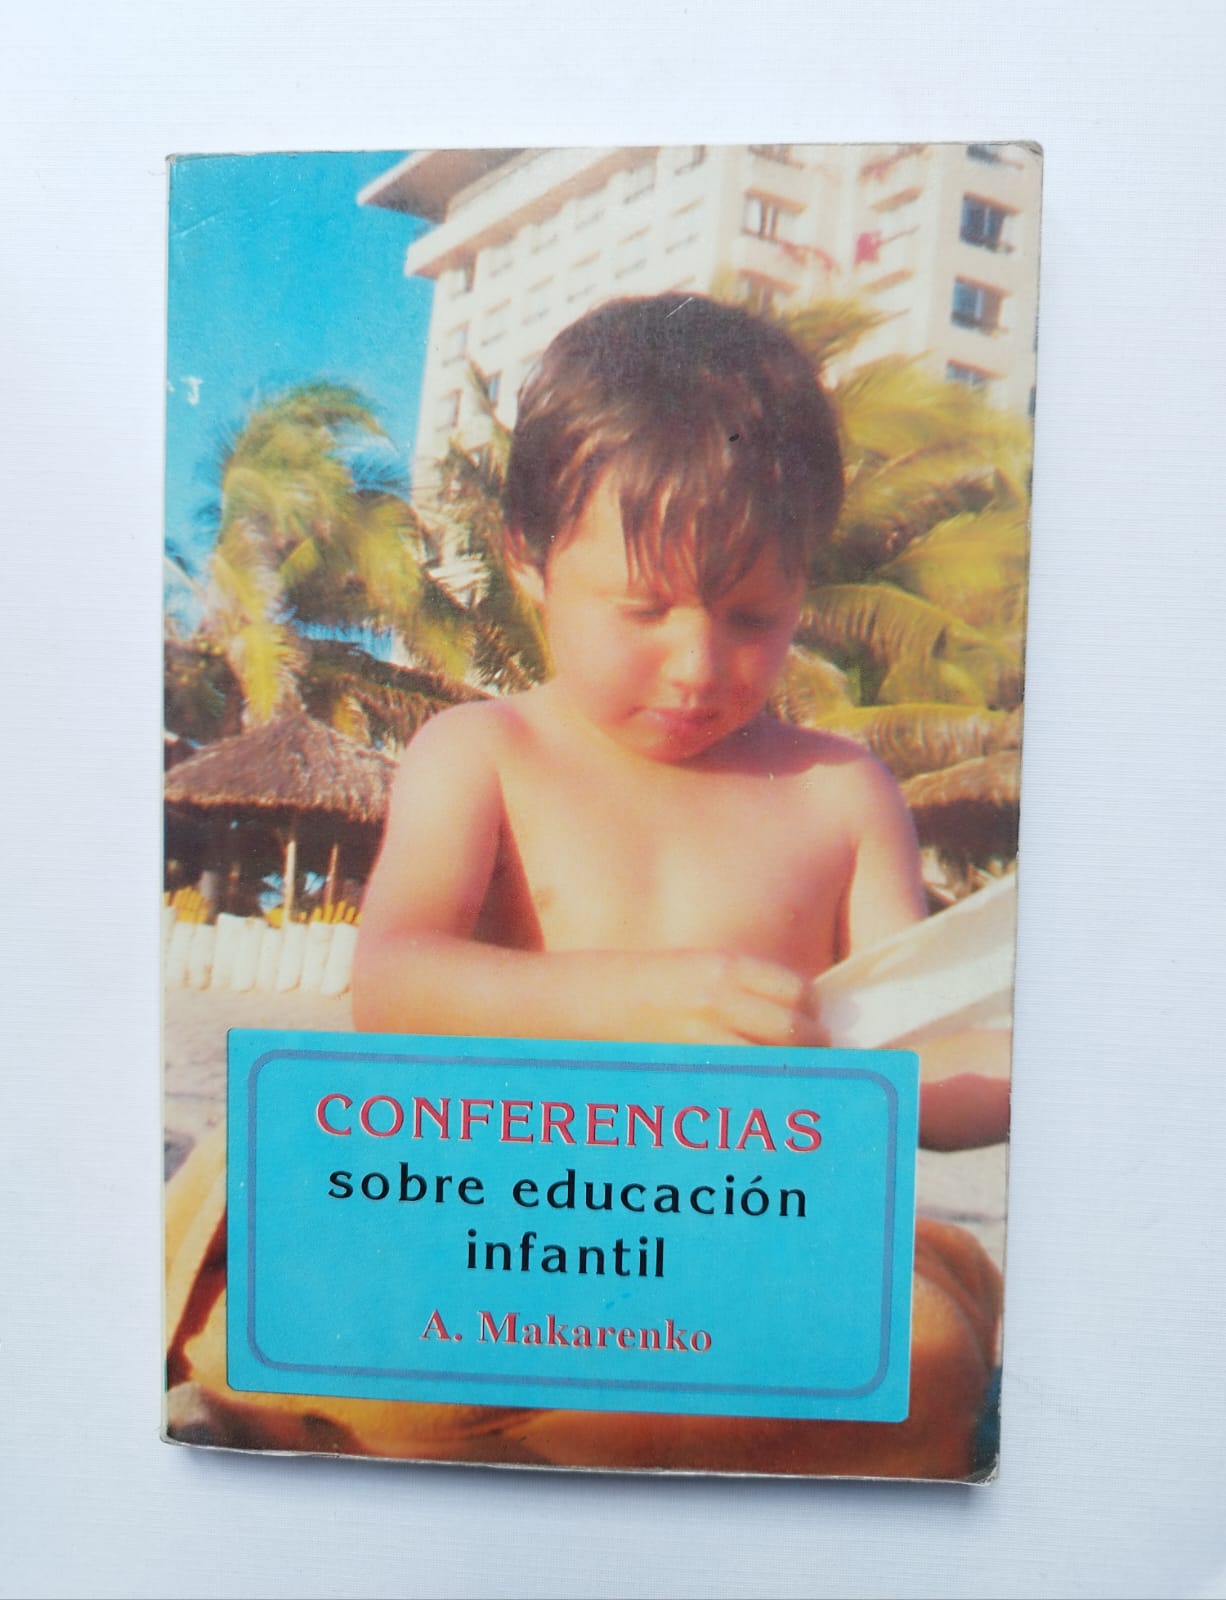 CONFERENCIAS
sobre educación
infantil
A. Makarenko